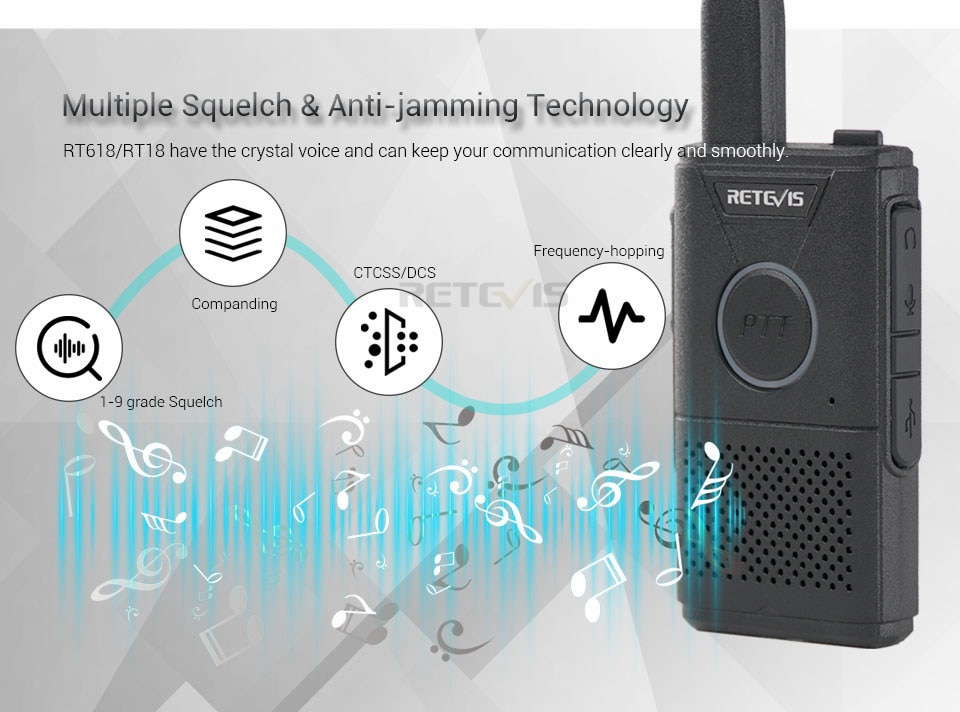 Multiple Squelch & Anti-jamming Technology
RT618/RT18 have the crystal voice and can keep your communication clearly and smoothly.
RETEVIS
Frequency-hopping
CTCSS/DCS
RETEVIS
Companding
PTT
1-9 grade Squelch